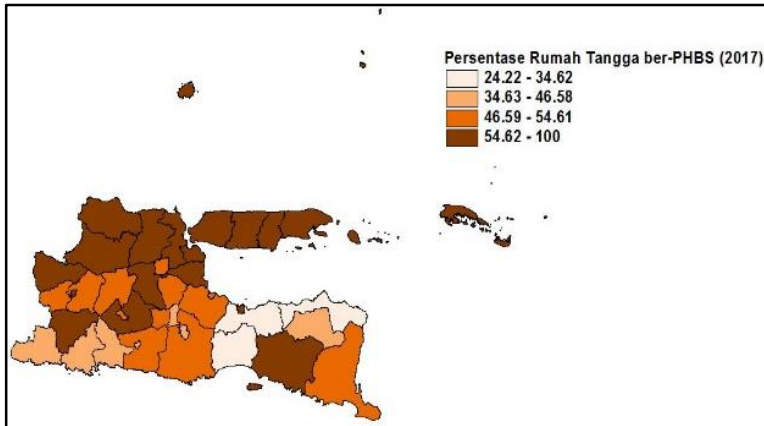 Persentase Rumah Tangga ber-PHBS (2017)
24.22 - 34.62
34.63 - 46.58
46.59 - 54.61
54.62 - 100